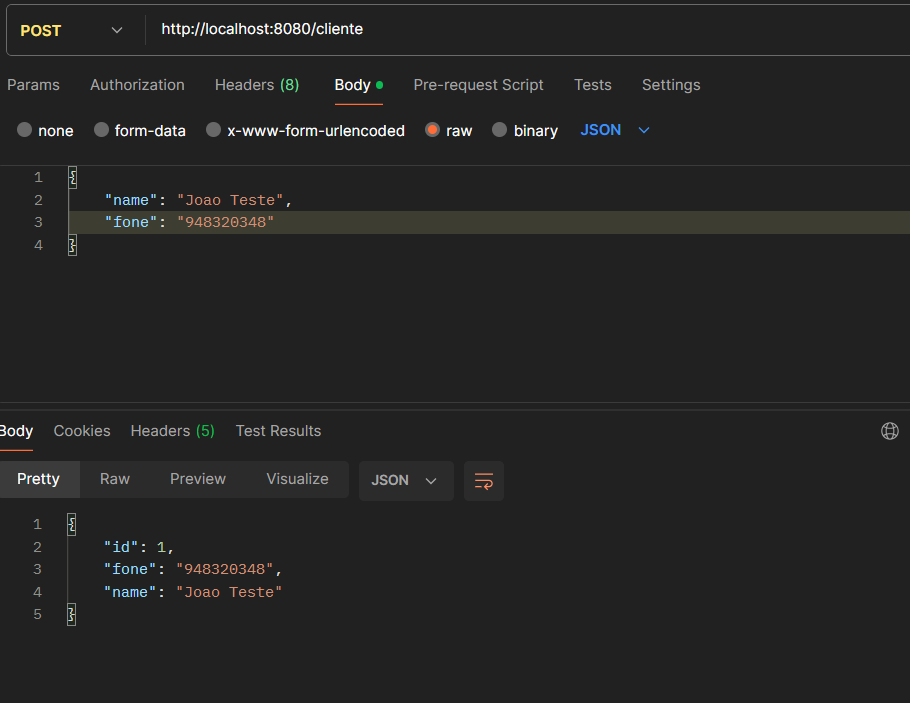 POST http://localhost:8080/cliente
Params Authorization Headers (8) Body Pre-request Script Tests Settings
none form-data x-www-form-urlencoded raw binary JSON
1 {
2 "name": "Joao Teste",
3 "fone": "948320348"
4 }
Body Cookies Headers (5) Test Results
Pretty Raw Preview Visualize JSON
1 {
2 "id": 1,
3 "fone": "948320348",
4 "name": "Joao Teste"
5 }